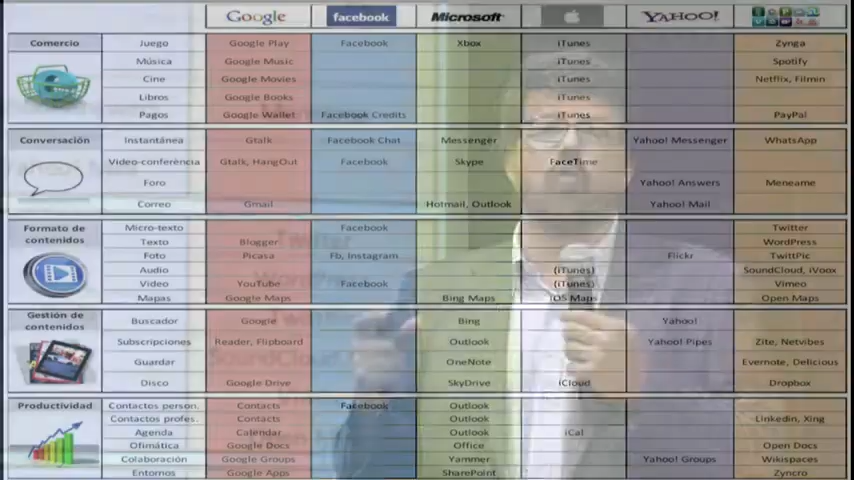 Google facebook Microsoft YAHOO!
Comercio Juego Google Play Facebook Xbox iTunes Zynga
Música Google Music iTunes Spotify
Cine Google Movies iTunes Netflix, Filmin
Libros Google Books iTunes
Pagos Google Wallet Facebook Credits iTunes PayPal
Conversación Instantánea Gtalk Facebook Chat Messenger Yahoo! Messenger WhatsApp
Video-conferència Gtalk, HangOut Facebook Skype FaceTime
Foro Yahoo! Answers Meneame
Correo Gmail Hotmail, Outlook Yahoo! Mail
Formato de contenidos Micro-texto Facebook Twitter
Texto Blogger WordPress
Foto Picasa Fb, Instagram Flickr TwittPic
Audio (iTunes) SoundCloud, iVoox
Video YouTube Facebook (iTunes) Vimeo
Mapas Google Maps Bing Maps iOS Maps Open Maps
Gestión de contenidos Buscador Google Bing Yahoo!
Subscripciones Reader, Flipboard Outlook Yahoo! Pipes Zite, Netvibes
Guardar OneNote Evernote, Delicious
Disco Google Drive SkyDrive iCloud Dropbox
Productividad Contactos person. Contacts Facebook Outlook
Contactos profes. Contacts Outlook Linkedin, Xing
Agenda Calendar Outlook iCal
Ofimática Google Docs Office Open Docs
Colaboración Google Groups Yammer Yahoo! Groups Wikispaces
Entornos Google Apps SharePoint Zyncro